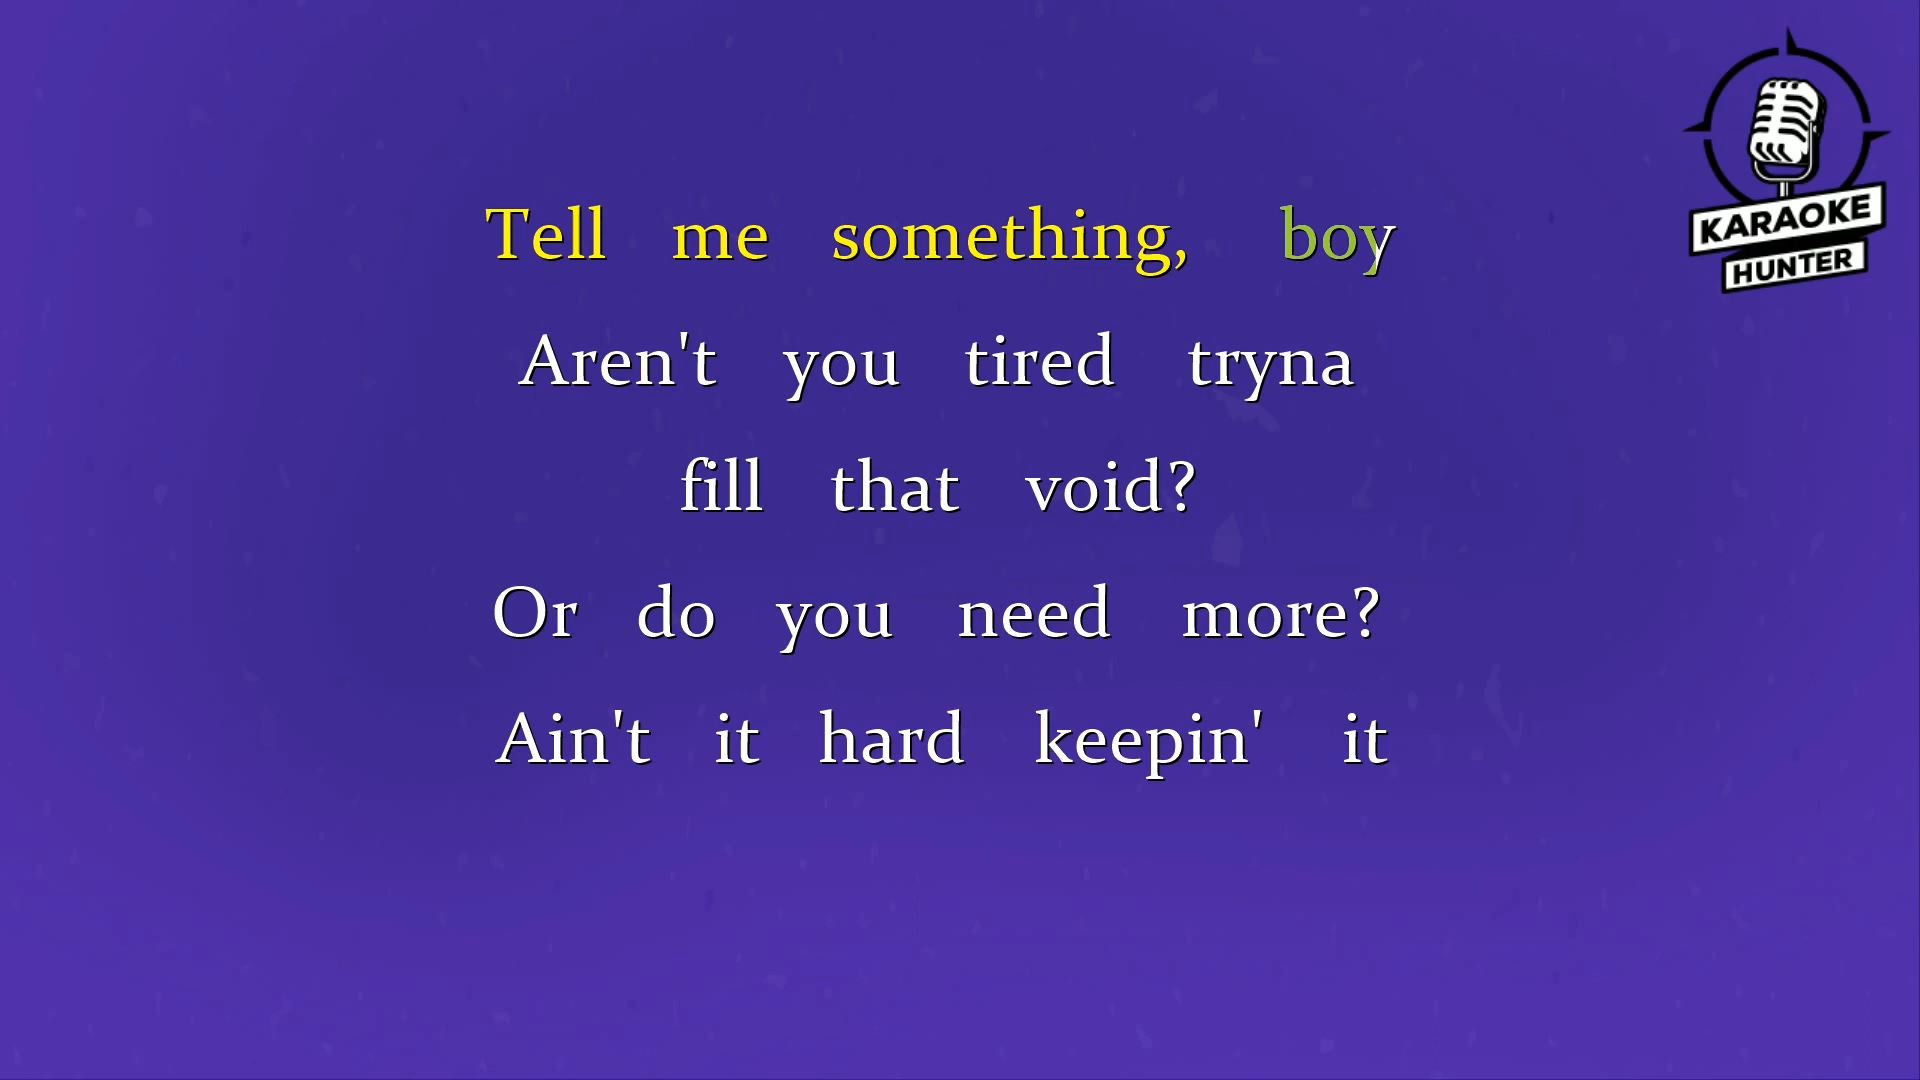 Tell me something, boy
Aren't you tired tryna
fill that void?
Or do you need more?
Ain't it hard keepin' it
KARAOKE
HUNTER